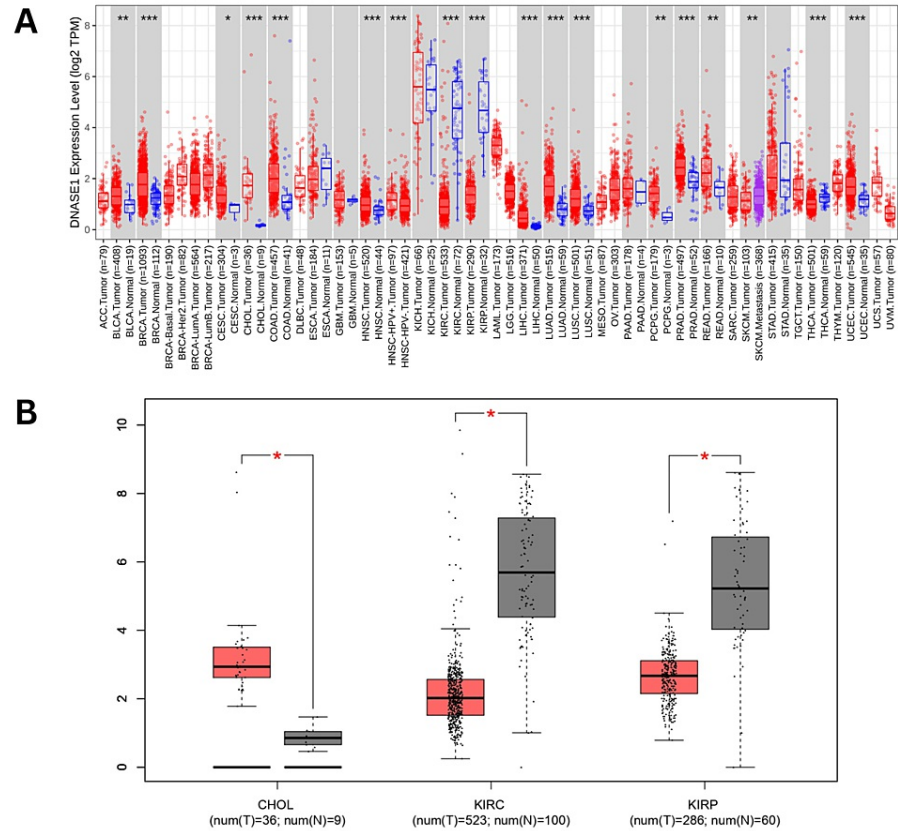 A
DNASE1 Expression Level (log2 TPM)
8
6
4
2
0
** *** * *** *** *** *** *** *** *** *** *** ** *** ** ** *** ***
ACC.Tumor (n=79)
BLCA.Tumor (n=408)
BLCA.Normal (n=19)
BRCA.Tumor (n=1093)
BRCA.Normal (n=112)
BRCA-Basal.Tumor (n=190)
BRCA-Her2.Tumor (n=82)
BRCA-LumA.Tumor (n=564)
BRCA-LumB.Tumor (n=217)
CESC.Tumor (n=304)
CESC.Normal (n=3)
CHOL.Tumor (n=36)
CHOL.Normal (n=9)
COAD.Tumor (n=457)
COAD.Normal (n=41)
DLBC.Tumor (n=48)
ESCA.Tumor (n=184)
ESCA.Normal (n=11)
GBM.Tumor (n=153)
GBM.Normal (n=5)
HNSC.Tumor (n=520)
HNSC.Normal (n=44)
HNSC-HPV+.Tumor (n=97)
HNSC-HPV-.Tumor (n=421)
KICH.Tumor (n=66)
KICH.Normal (n=25)
KIRC.Tumor (n=533)
KIRC.Normal (n=72)
KIRP.Tumor (n=290)
KIRP.Normal (n=32)
LAML.Tumor (n=173)
LGG.Tumor (n=516)
LIHC.Tumor (n=371)
LIHC.Normal (n=50)
LUAD.Tumor (n=515)
LUAD.Normal (n=59)
LUSC.Tumor (n=501)
LUSC.Normal (n=51)
MESO.Tumor (n=87)
OV.Tumor (n=303)
PAAD.Tumor (n=178)
PAAD.Normal (n=4)
PCPG.Tumor (n=179)
PCPG.Normal (n=3)
PRAD.Tumor (n=497)
PRAD.Normal (n=52)
READ.Tumor (n=166)
READ.Normal (n=10)
SARC.Tumor (n=259)
SKCM.Tumor (n=103)
SKCM.Metastasis (n=368)
STAD.Tumor (n=415)
STAD.Normal (n=35)
TGCT.Tumor (n=150)
THCA.Tumor (n=501)
THCA.Normal (n=59)
THYM.Tumor (n=120)
UCEC.Tumor (n=545)
UCEC.Normal (n=35)
UCS.Tumor (n=57)
UVM.Tumor (n=80)
B
10
8
6
4
2
0
* * *
CHOL KIRC KIRP
(num(T)=36; num(N)=9) (num(T)=523; num(N)=100) (num(T)=286; num(N)=60)